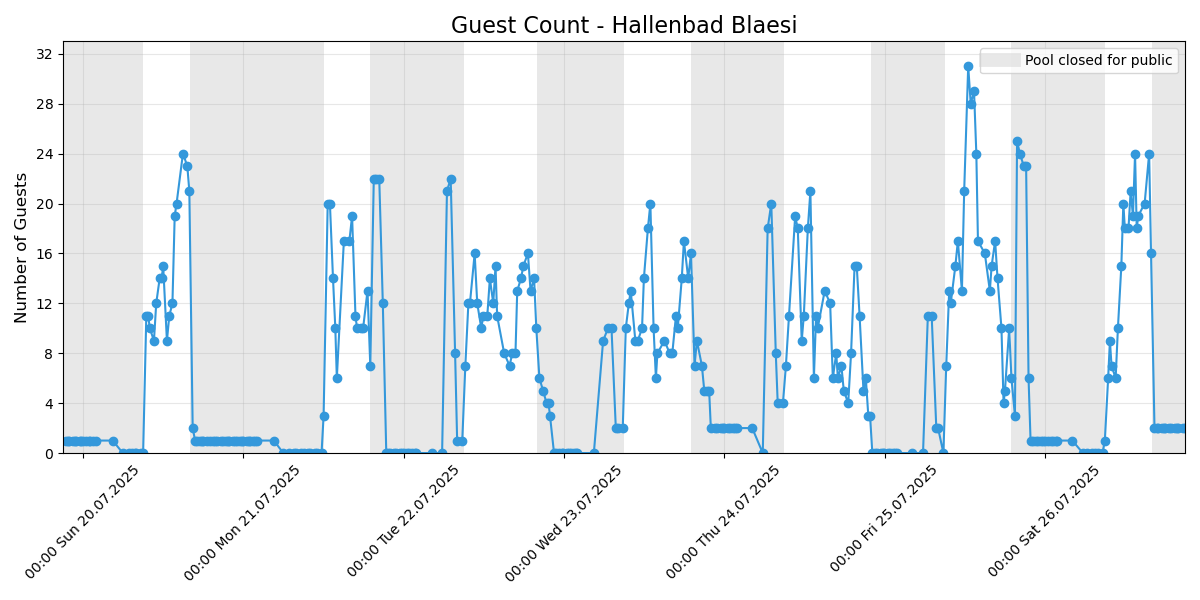 Guest Count - Hallenbad Blaesi
Pool closed for public
Number of Guests
32
28
24
20
16
12
8
4
0
00:00 Sun 20.07.2025
00:00 Mon 21.07.2025
00:00 Tue 22.07.2025
00:00 Wed 23.07.2025
00:00 Thu 24.07.2025
00:00 Fri 25.07.2025
00:00 Sat 26.07.2025